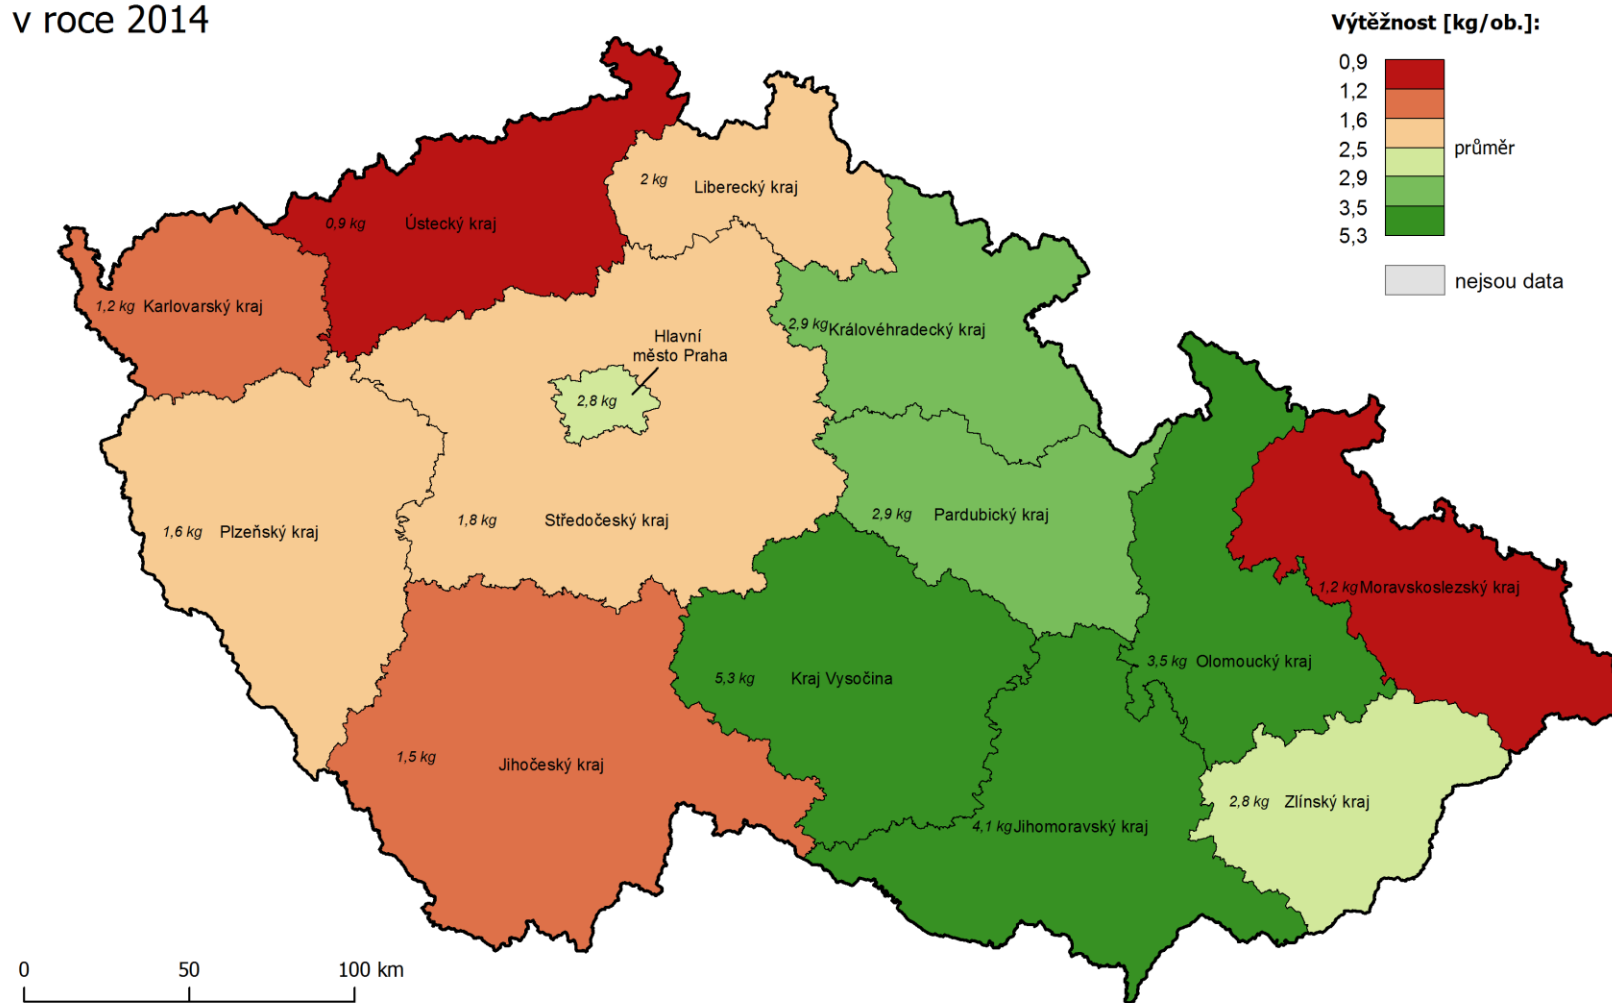 v roce 2014
Výtěžnost [kg/ob.]:
0,9
1,2
1,6
2,5
průměr
2,9
3,5
5,3
nejsou data
2 kg Liberecký kraj
0,9 kg Ústecký kraj
1,2 kg Karlovarský kraj
2,9 kg Královéhradecký kraj
Hlavní
město Praha
2,8 kg
1,6 kg Plzeňský kraj
1,8 kg Středočeský kraj
2,9 kg Pardubický kraj
1,2 kg Moravskoslezský kraj
3,5 kg Olomoucký kraj
5,3 kg Kraj Vysočina
1,5 kg Jihočeský kraj
2,8 kg Zlínský kraj
4,1 kg Jihomoravský kraj
0 50 100 km